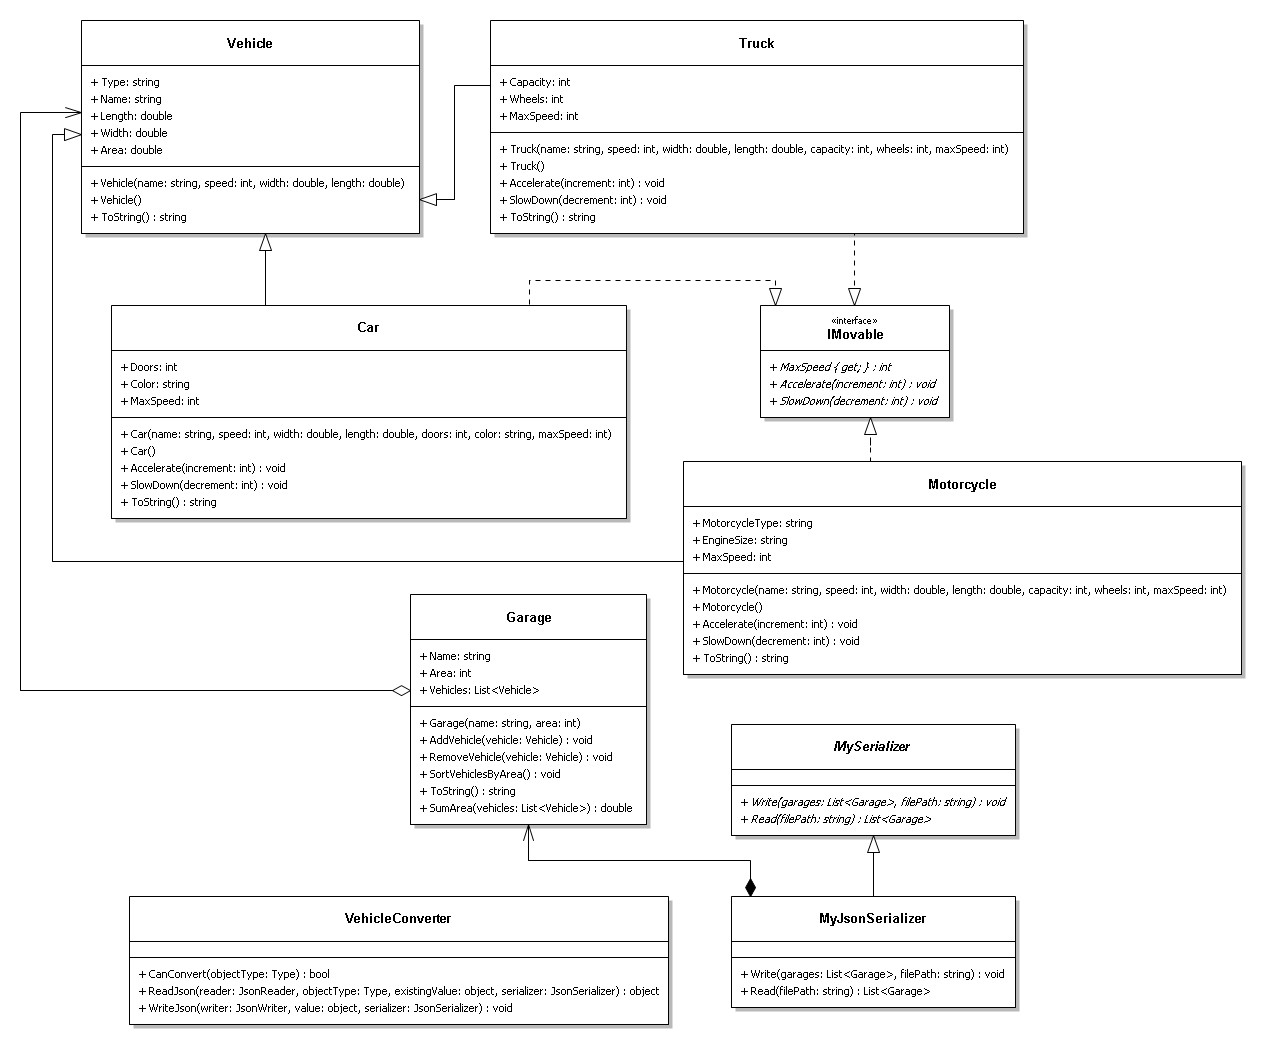 Vehicle
+ Type: string
+ Name: string
+ Length: double
+ Width: double
+ Area: double
+ Vehicle(name: string, speed: int, width: double, length: double)
+ Vehicle()
+ ToString() : string
Truck
+ Capacity: int
+ Wheels: int
+ MaxSpeed: int
+ Truck(name: string, speed: int, width: double, length: double, capacity: int, wheels: int, maxSpeed: int)
+ Truck()
+ Accelerate(increment: int) : void
+ SlowDown(decrement: int) : void
+ ToString() : string
Car
+ Doors: int
+ Color: string
+ MaxSpeed: int
+ Car(name: string, speed: int, width: double, length: double, doors: int, color: string, maxSpeed: int)
+ Car()
+ Accelerate(increment: int) : void
+ SlowDown(decrement: int) : void
+ ToString() : string
«interface»
IMovable
+ MaxSpeed { get; } : int
+ Accelerate(increment: int) : void
+ SlowDown(decrement: int) : void
Motorcycle
+ MotorcycleType: string
+ EngineSize: string
+ MaxSpeed: int
+ Motorcycle(name: string, speed: int, width: double, length: double, capacity: int, wheels: int, maxSpeed: int)
+ Motorcycle()
+ Accelerate(increment: int) : void
+ SlowDown(decrement: int) : void
+ ToString() : string
Garage
+ Name: string
+ Area: int
+ Vehicles: List<Vehicle>
+ Garage(name: string, area: int)
+ AddVehicle(vehicle: Vehicle) : void
+ RemoveVehicle(vehicle: Vehicle) : void
+ SortVehiclesByArea() : void
+ ToString() : string
+ SumArea(vehicles: List<Vehicle>) : double
IMySerializer
+ Write(garages: List<Garage>, filePath: string) : void
+ Read(filePath: string) : List<Garage>
VehicleConverter
+ CanConvert(objectType: Type) : bool
+ ReadJson(reader: JsonReader, objectType: Type, existingValue: object, serializer: JsonSerializer) : object
+ WriteJson(writer: JsonWriter, value: object, serializer: JsonSerializer) : void
MyJsonSerializer
+ Write(garages: List<Garage>, filePath: string) : void
+ Read(filePath: string) : List<Garage>